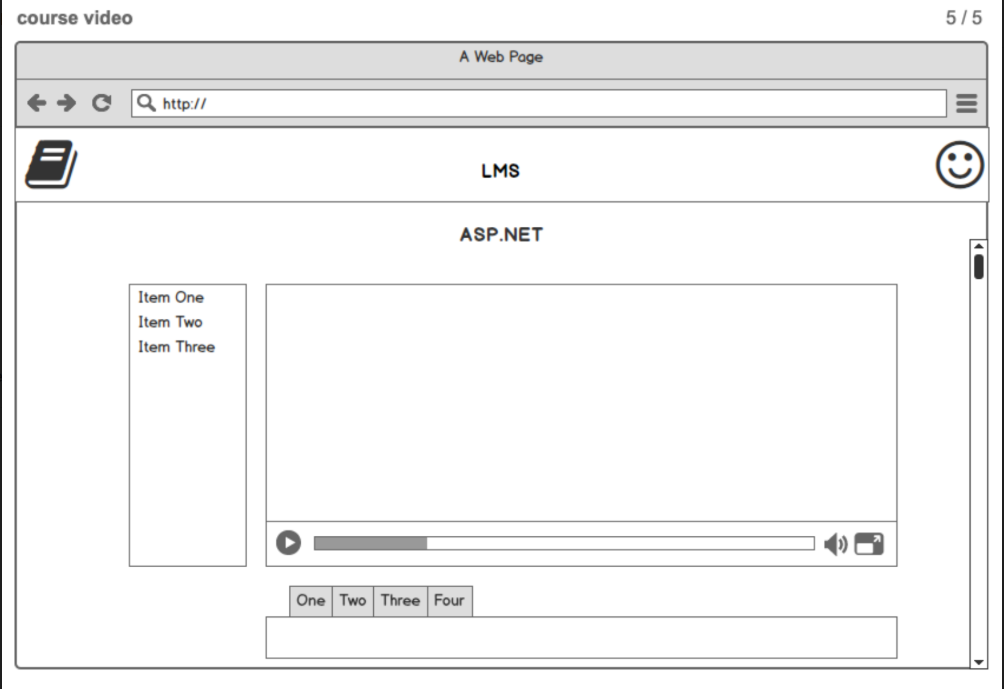 course video 5 / 5
A Web Page
http://
LMS
ASP.NET
Item One
Item Two
Item Three
One Two Three Four